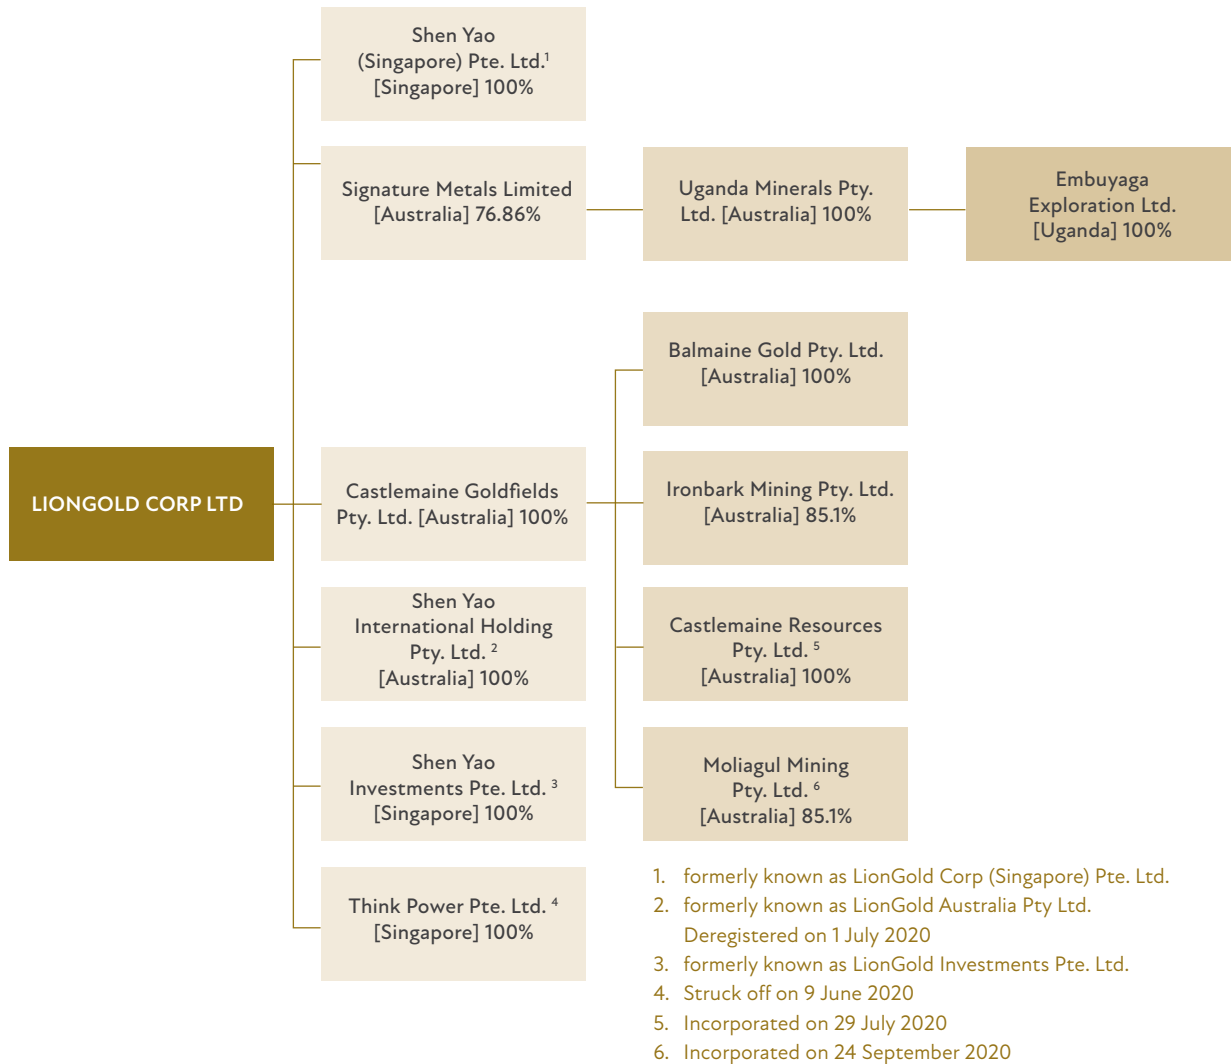 LIONGOLD CORP LTD
Shen Yao
(Singapore) Pte. Ltd.¹
[Singapore] 100%
Signature Metals Limited
[Australia] 76.86%
Uganda Minerals Pty.
Ltd. [Australia] 100%
Embuyaga
Exploration Ltd.
[Uganda] 100%
Castlemaine Goldfields
Pty. Ltd. [Australia] 100%
Balmaine Gold Pty. Ltd.
[Australia] 100%
Ironbark Mining Pty. Ltd.
[Australia] 85.1%
Castlemaine Resources
Pty. Ltd. ⁵
[Australia] 100%
Moliagul Mining
Pty. Ltd. ⁶
[Australia] 85.1%
Shen Yao
International Holding
Pty. Ltd. ²
[Australia] 100%
Shen Yao
Investments Pte. Ltd. ³
[Singapore] 100%
Think Power Pte. Ltd. ⁴
[Singapore] 100%
1. formerly known as LionGold Corp (Singapore) Pte. Ltd.
2. formerly known as LionGold Australia Pty Ltd.
Deregistered on 1 July 2020
3. formerly known as LionGold Investments Pte. Ltd.
4. Struck off on 9 June 2020
5. Incorporated on 29 July 2020
6. Incorporated on 24 September 2020